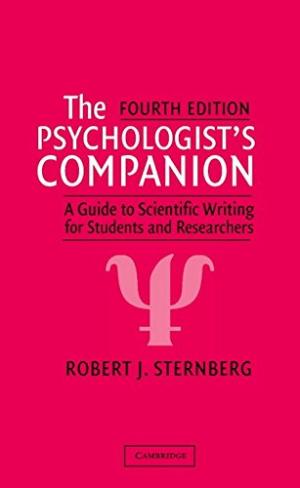 The FOURTH EDITION
PSYCHOLOGIST'S
COMPANION
A Guide to Scientific Writing
for Students and Researchers
ψ
ROBERT J. STERNBERG
CAMBRIDGE